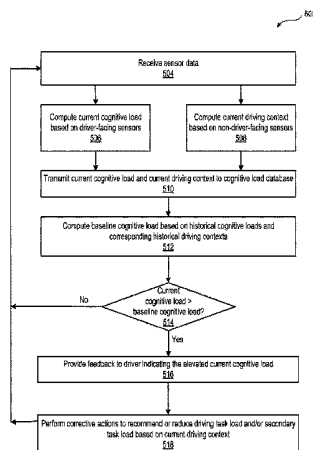 Receive sensor data
504
Compute current cognitive load
based on driver-facing sensors
506
Compute current driving context
based on non-driver-facing sensors
508
Transmit current cognitive load and current driving context to cognitive load database
510
Compute baseline cognitive load based on historical cognitive loads and
corresponding historical driving contexts
512
Current
cognitive load >
baseline cognitive load?
514
No
Yes
Provide feedback to driver indicating the elevated current cognitive load
516
Perform corrective actions to recommend or reduce driving task load and/or secondary
task load based on current driving context
518